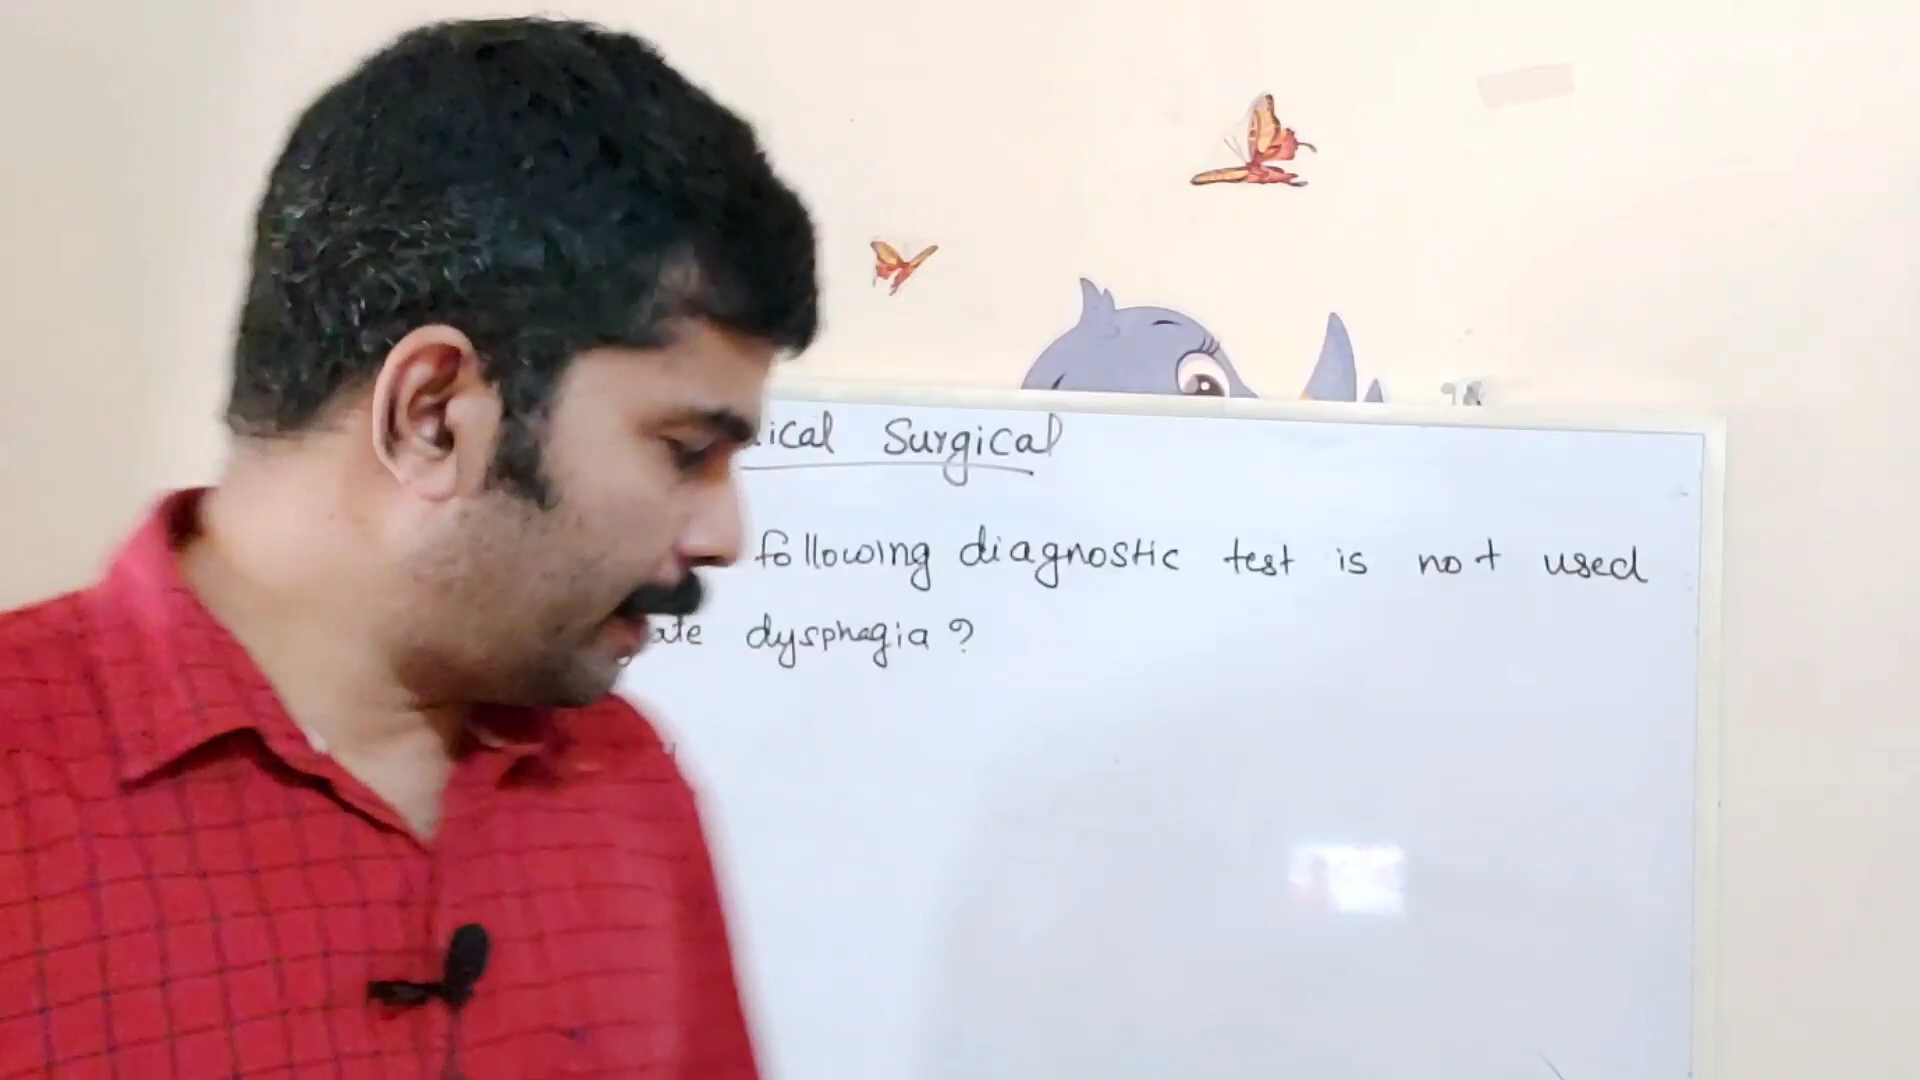 Surgical
following diagnostic test is not used
dysphagia?